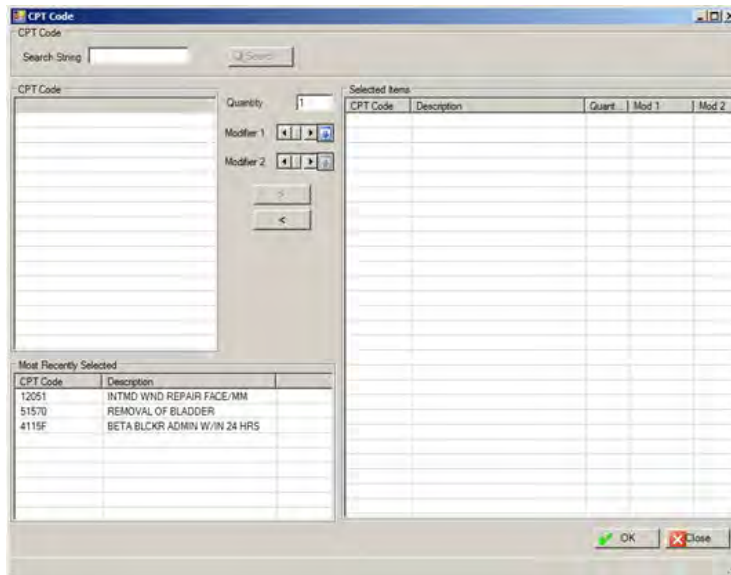 CPT Code
CPT Code
Search String
Search
CPT Code
Quantity 1
Modifier 1
Modifier 2
>
<
Selected Items
CPT Code Description Quant... Mod 1 Mod 2
Most Recently Selected
CPT Code Description
12051 INTMD WND REPAIR FACE/MM
51570 REMOVAL OF BLADDER
4115F BETA BLCKR ADMIN W/IN 24 HRS
OK Close